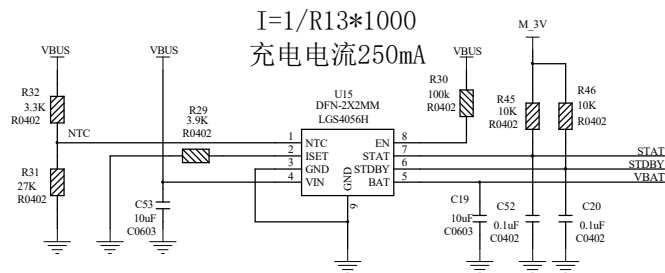 I=1/R13*1000
充电电流250mA
M_3V
VBUS
VBUS
VBUS
R32
3.3K
R0402
R29
3.9K
R0402
U15
DFN-2X2MM
LGS4056H
R30
100k
R0402
R45
10K
R0402
R46
10K
R0402
NTC
1
2
3
4
NTC
ISET
GND
VIN
GND
9
EN
STAT
STDBY
BAT
8
7
6
5
STAT
STDBY
VBAT
R31
27K
R0402
C53
10uF
C0603
C19
10uF
C0603
C52
0.1uF
C0402
C20
0.1uF
C0402